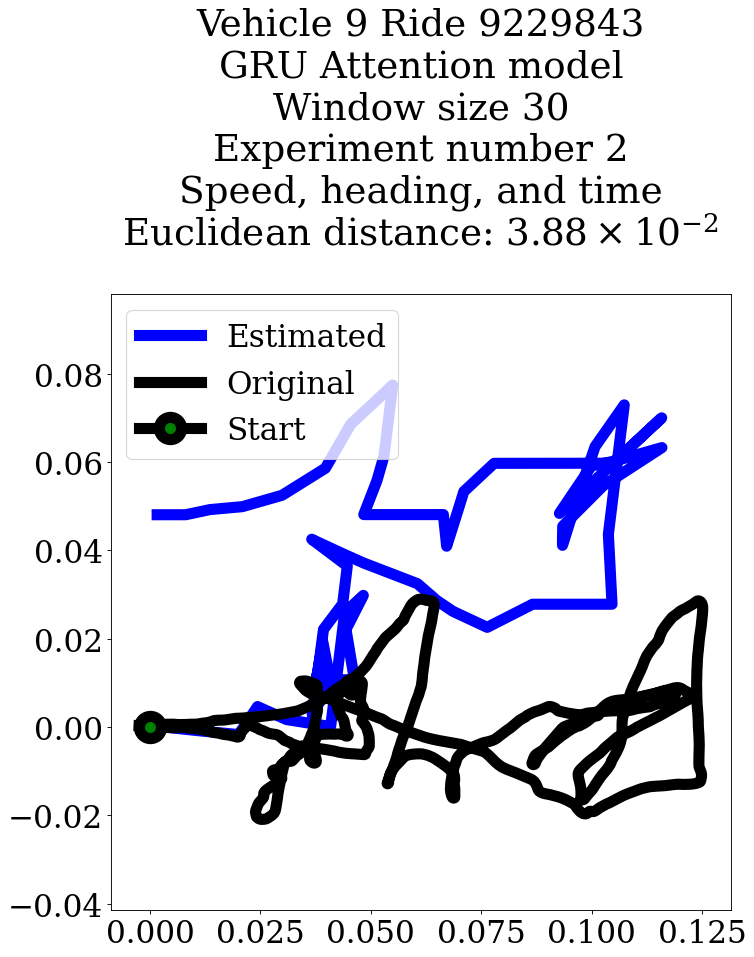 Vehicle 9 Ride 9229843
GRU Attention model
Window size 30
Experiment number 2
Speed, heading, and time
Euclidean distance: 3.88 × 10⁻²
Estimated
Original
Start
0.08
0.06
0.04
0.02
0.00
−0.02
−0.04
0.000 0.025 0.050 0.075 0.100 0.125